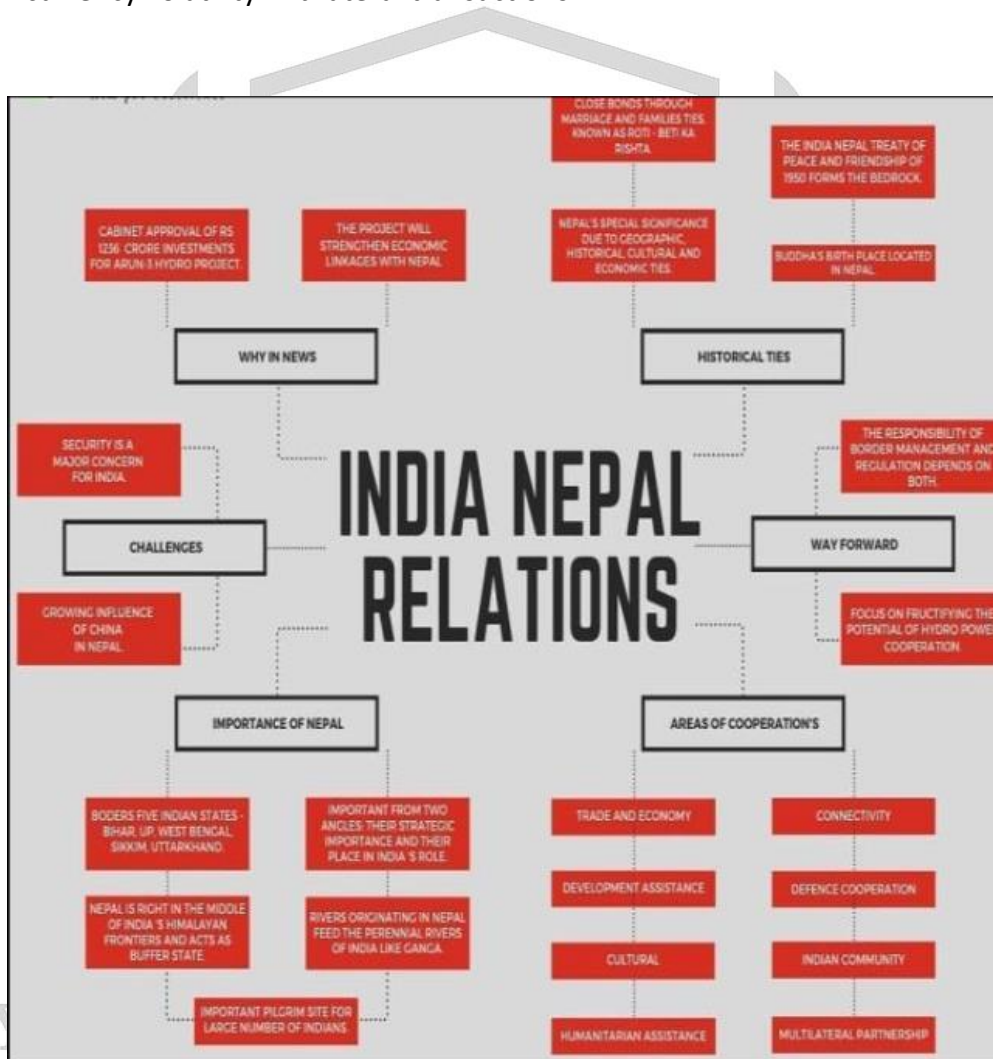 CLOSE BONDS THROUGH
MARRIAGE AND FAMILIES TIES,
KNOWN AS ROTI - BETI KA
RISHTA.
THE INDIA NEPAL TREATY OF
PEACE AND FRIENDSHIP OF
1950 FORMS THE BEDROCK.
CABINET APPROVAL OF RS
1236 CRORE INVESTMENTS
FOR ARUN-3 HYDRO PROJECT.
THE PROJECT WILL
STRENGTHEN ECONOMIC
LINKAGES WITH NEPAL
NEPAL'S SPECIAL SIGNIFICANCE
DUE TO GEOGRAPHIC,
HISTORICAL, CULTURAL AND
ECONOMIC TIES.
BUDDHA'S BIRTH PLACE LOCATED
IN NEPAL
WHY IN NEWS
HISTORICAL TIES
SECURITY IS A
MAJOR CONCERN
FOR INDIA.
THE RESPONSIBILITY OF
BORDER MANAGEMENT AND
REGULATION DEPENDS ON
BOTH.
INDIA NEPAL
RELATIONS
CHALLENGES
WAY FORWARD
GROWING INFLUENCE
OF CHINA
IN NEPAL.
FOCUS ON FRUCTIFYING THE
POTENTIAL OF HYDRO POWER
COOPERATION.
IMPORTANCE OF NEPAL
AREAS OF COOPERATION'S
BODERS FIVE INDIAN STATES -
BIHAR, UP, WEST BENGAL,
SIKKIM, UTTARKHAND.
IMPORTANT FROM TWO
ANGLES: THEIR STRATEGIC
IMPORTANCE AND THEIR
PLACE IN INDIA 'S ROLE.
TRADE AND ECONOMY
CONNECTIVITY
NEPAL IS RIGHT IN THE MIDDLE
OF INDIA 'S HIMALAYAN
FRONTIERS AND ACTS AS
BUFFER STATE
RIVERS ORIGINATING IN NEPAL
FEED THE PERENNIAL RIVERS
OF INDIA LIKE GANGA.
DEVELOPMENT ASSISTANCE
DEFENCE COOPERATION
CULTURAL
INDIAN COMMUNITY
IMPORTANT PILGRIM SITE FOR
LARGE NUMBER OF INDIANS
HUMANITARIAN ASSISTANCE
MULTILATERAL PARTNERSHIP